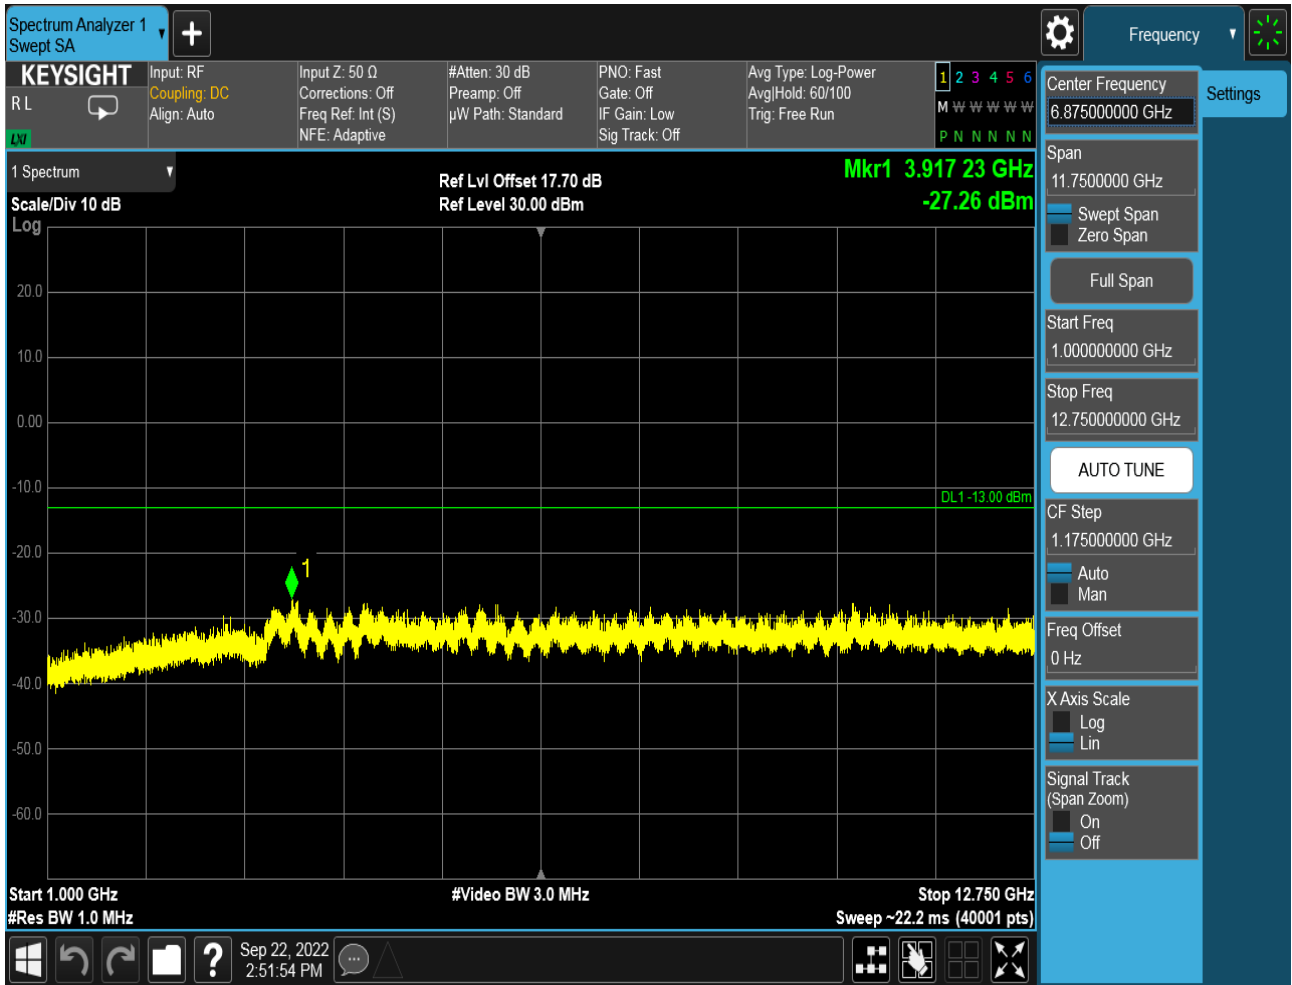 Spectrum Analyzer 1
Swept SA
Frequency
KEYSIGHT
R L
LXI
Input: RF
Coupling: DC
Align: Auto
Input Z: 50 Ω
Corrections: Off
Freq Ref: Int (S)
NFE: Adaptive
#Atten: 30 dB
Preamp: Off
µW Path: Standard
PNO: Fast
Gate: Off
IF Gain: Low
Sig Track: Off
Avg Type: Log-Power
Avg|Hold: 60/100
Trig: Free Run
1 2 3 4 5 6
M W W W W W
P N N N N N
1 Spectrum
Scale/Div 10 dB
Log
Ref Lvl Offset 17.70 dB
Ref Level 30.00 dBm
Mkr1 3.917 23 GHz
-27.26 dBm
20.0
10.0
0.00
-10.0
DL1 -13.00 dBm
-20.0
1
-30.0
-40.0
-50.0
-60.0
Start 1.000 GHz
#Video BW 3.0 MHz
Stop 12.750 GHz
#Res BW 1.0 MHz
Sweep ~22.2 ms (40001 pts)
Center Frequency
6.875000000 GHz
Settings
Span
11.7500000 GHz
Swept Span
Zero Span
Full Span
Start Freq
1.000000000 GHz
Stop Freq
12.750000000 GHz
AUTO TUNE
CF Step
1.175000000 GHz
Auto
Man
Freq Offset
0 Hz
X Axis Scale
Log
Lin
Signal Track
(Span Zoom)
On
Off
?
Sep 22, 2022
2:51:54 PM